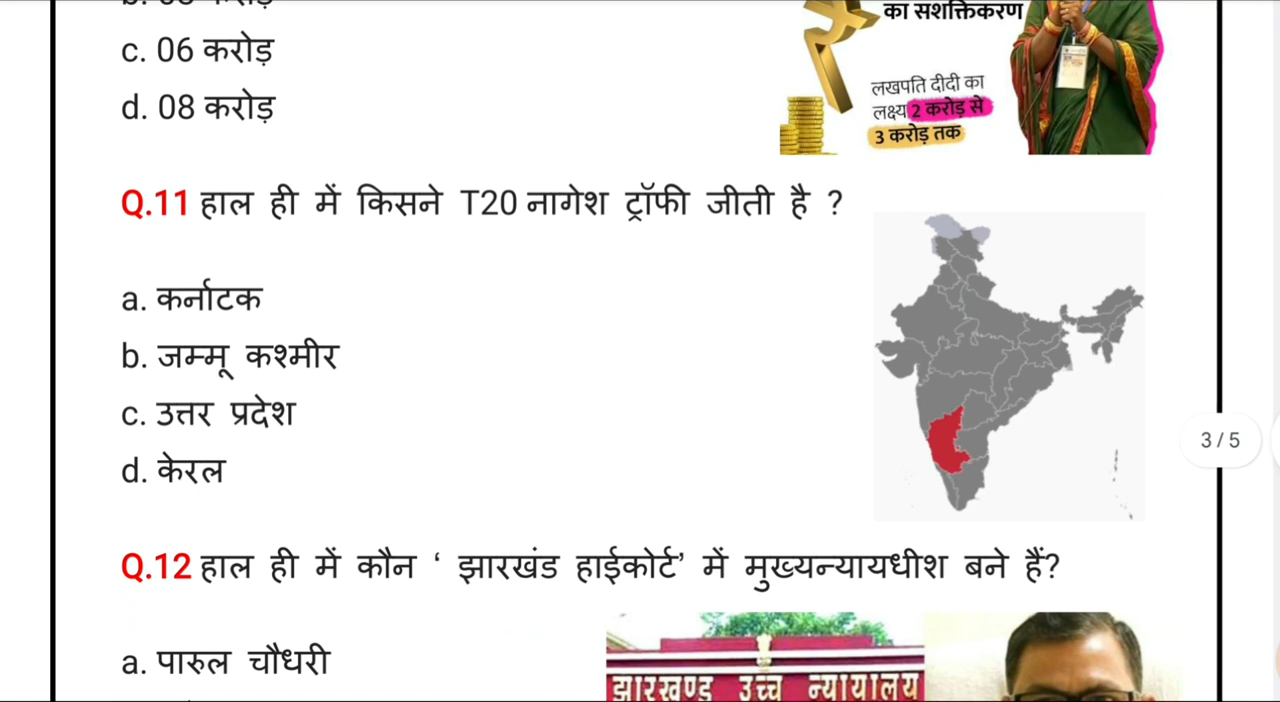 c. 06 करोड़
d. 08 करोड़
का सशक्तिकरण
लखपति दीदी का
लक्ष्य 2 करोड़ से
3 करोड़ तक
Q.11 हाल ही में किसने T20 नागेश ट्रॉफी जीती है ?
a. कर्नाटक
b. जम्मू कश्मीर
c. उत्तर प्रदेश
d. केरल
3 / 5
Q.12 हाल ही में कौन ‘ झारखंड हाईकोर्ट’ में मुख्यन्यायधीश बने हैं?
a. पारुल चौधरी
झारखण्ड उच्च न्यायालय